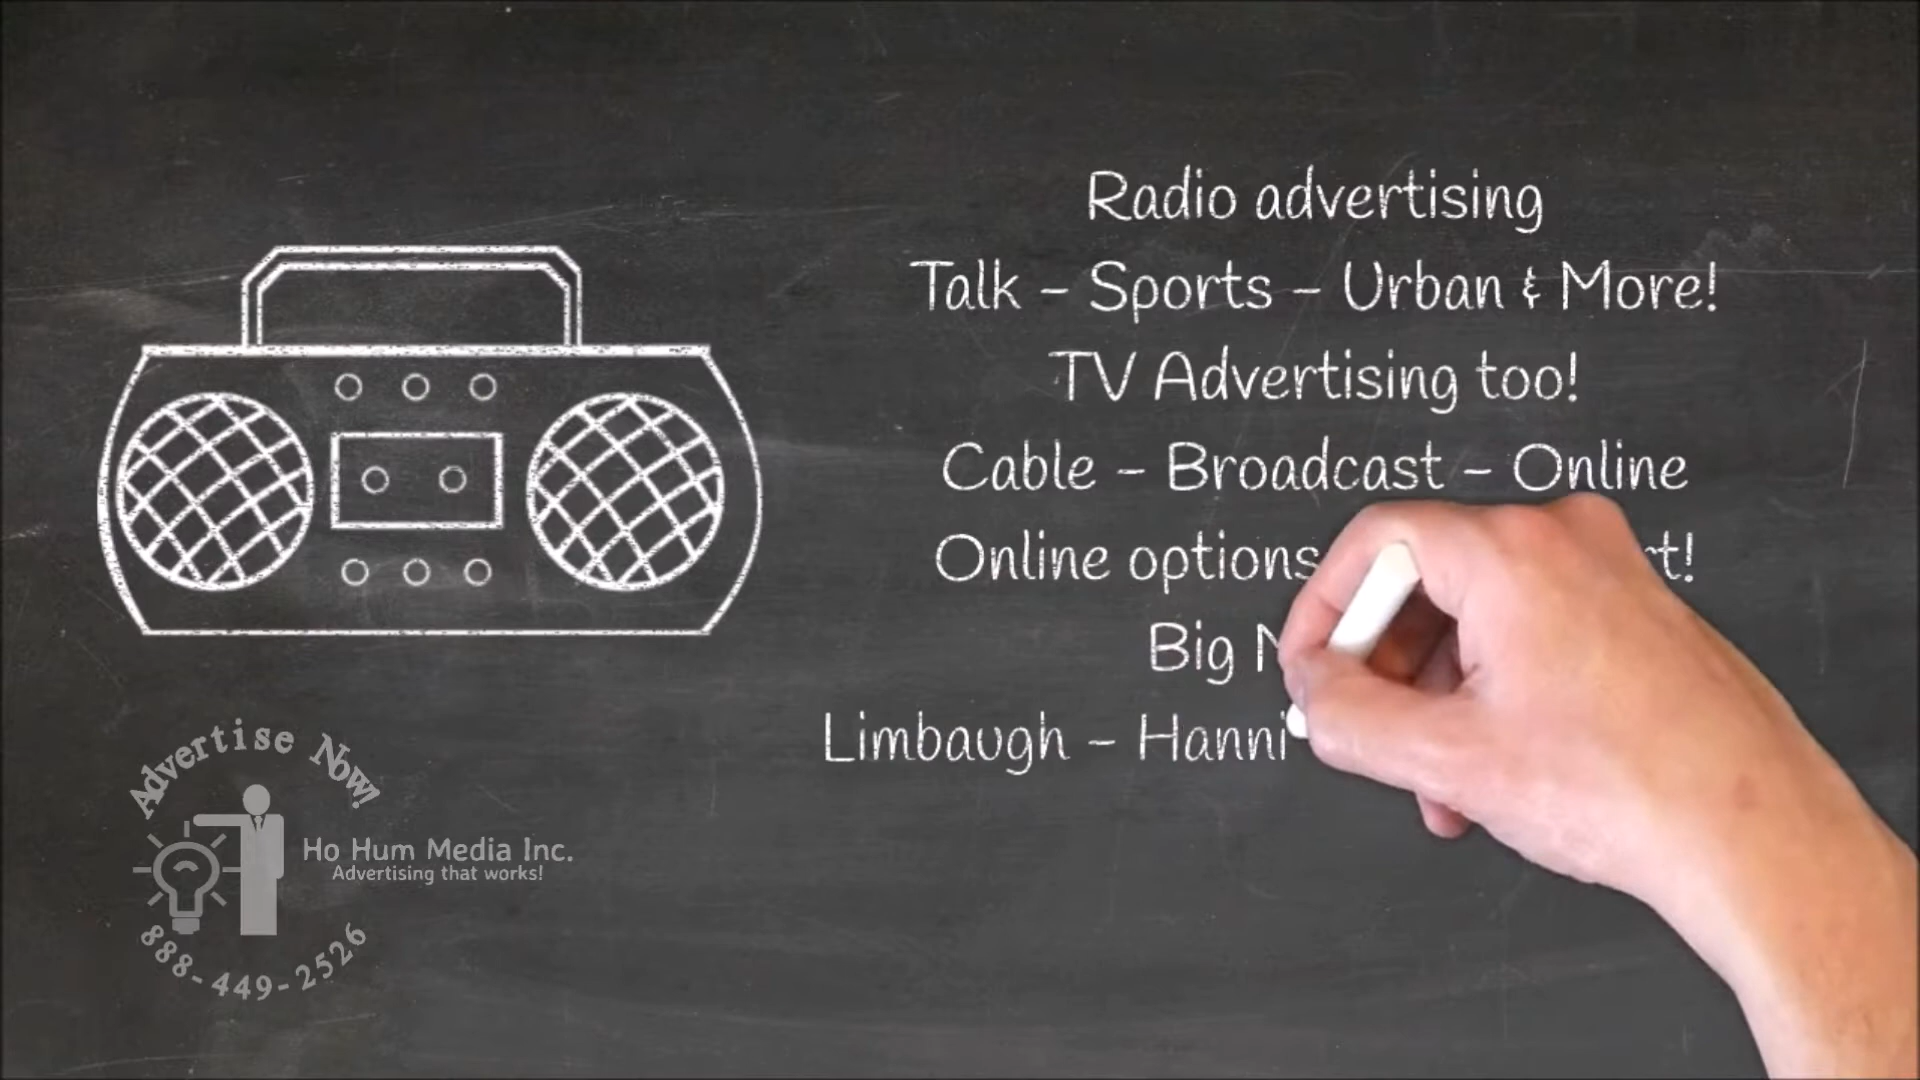 Radio advertising
Talk - Sports - Urban & More!
TV Advertising too!
Cable - Broadcast - Online
Online options
Big
Limbaugh - Hanni
Advertise Now!
Ho Hum Media Inc.
Advertising that works!
888-449-2526